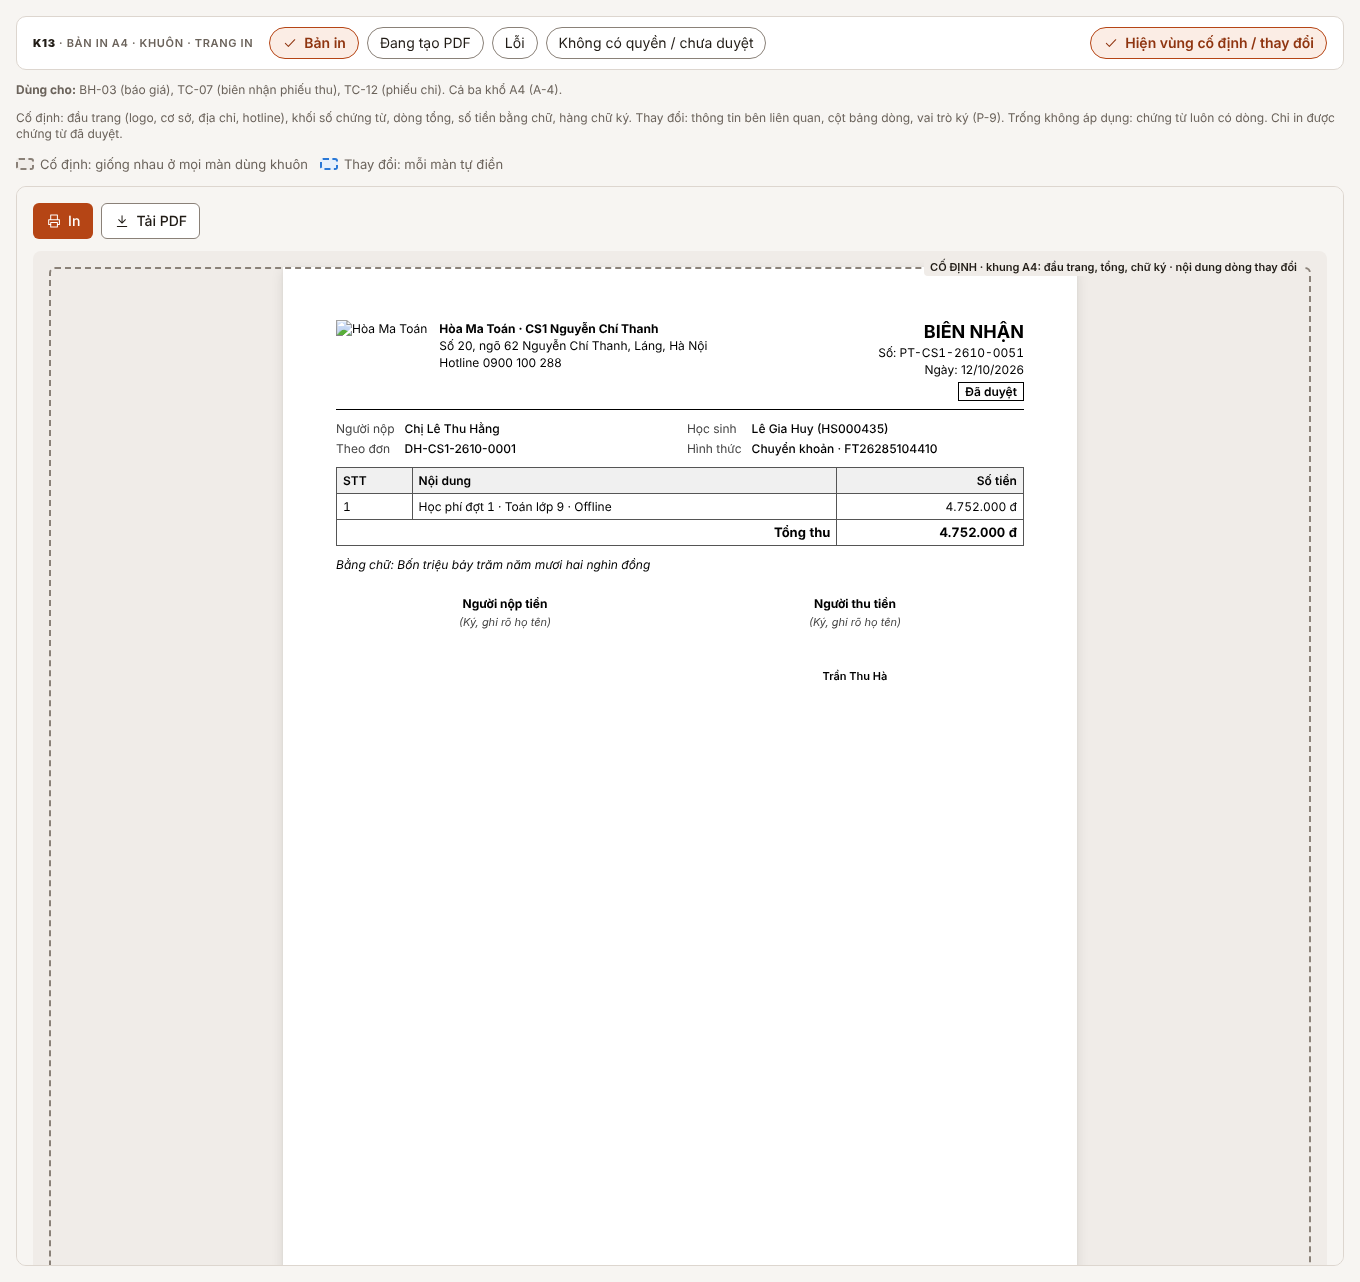 K13 · BẢN IN A4 · KHUÔN · TRANG IN
Bản in
Đang tạo PDF
Lỗi
Không có quyền / chưa duyệt
Hiện vùng cố định / thay đổi
Dùng cho: BH-03 (báo giá), TC-07 (biên nhận phiếu thu), TC-12 (phiếu chi). Cả ba khổ A4 (A-4).
Cố định: đầu trang (logo, cơ sở, địa chỉ, hotline), khối số chứng từ, dòng tổng, số tiền bằng chữ, hàng chữ ký. Thay đổi: thông tin bên liên quan, cột bảng dòng, vai trò ký (P-9). Trống không áp dụng: chứng từ luôn có dòng. Chỉ in được
chứng từ đã duyệt.
Cố định: giống nhau ở mọi màn dùng khuôn
Thay đổi: mỗi màn tự điền
In
Tải PDF
CỐ ĐỊNH · khung A4: đầu trang, tổng, chữ ký · nội dung dòng thay đổi
Hòa Ma Toán
Hòa Ma Toán · CS1 Nguyễn Chí Thanh
Số 20, ngõ 62 Nguyễn Chí Thanh, Láng, Hà Nội
Hotline 0900 100 288
BIÊN NHẬN
Số: PT-CS1-2610-0051
Ngày: 12/10/2026
Đã duyệt
Người nộp Chị Lê Thu Hằng
Học sinh Lê Gia Huy (HS000435)
Theo đơn DH-CS1-2610-0001
Hình thức Chuyển khoản · FT26285104410
STT Nội dung Số tiền
1 Học phí đợt 1 · Toán lớp 9 · Offline 4.752.000 đ
Tổng thu 4.752.000 đ
Bằng chữ: Bốn triệu bảy trăm năm mươi hai nghìn đồng
Người nộp tiền
(Ký, ghi rõ họ tên)
Người thu tiền
(Ký, ghi rõ họ tên)
Trần Thu Hà